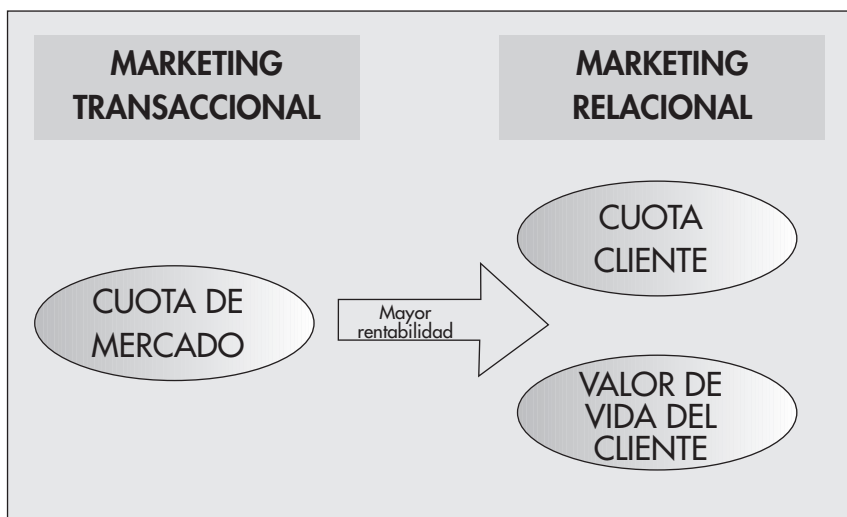 MARKETING
TRANSACCIONAL
MARKETING
RELACIONAL
CUOTA DE
MERCADO
Mayor
rentabilidad
CUOTA
CLIENTE
VALOR DE
VIDA DEL
CLIENTE